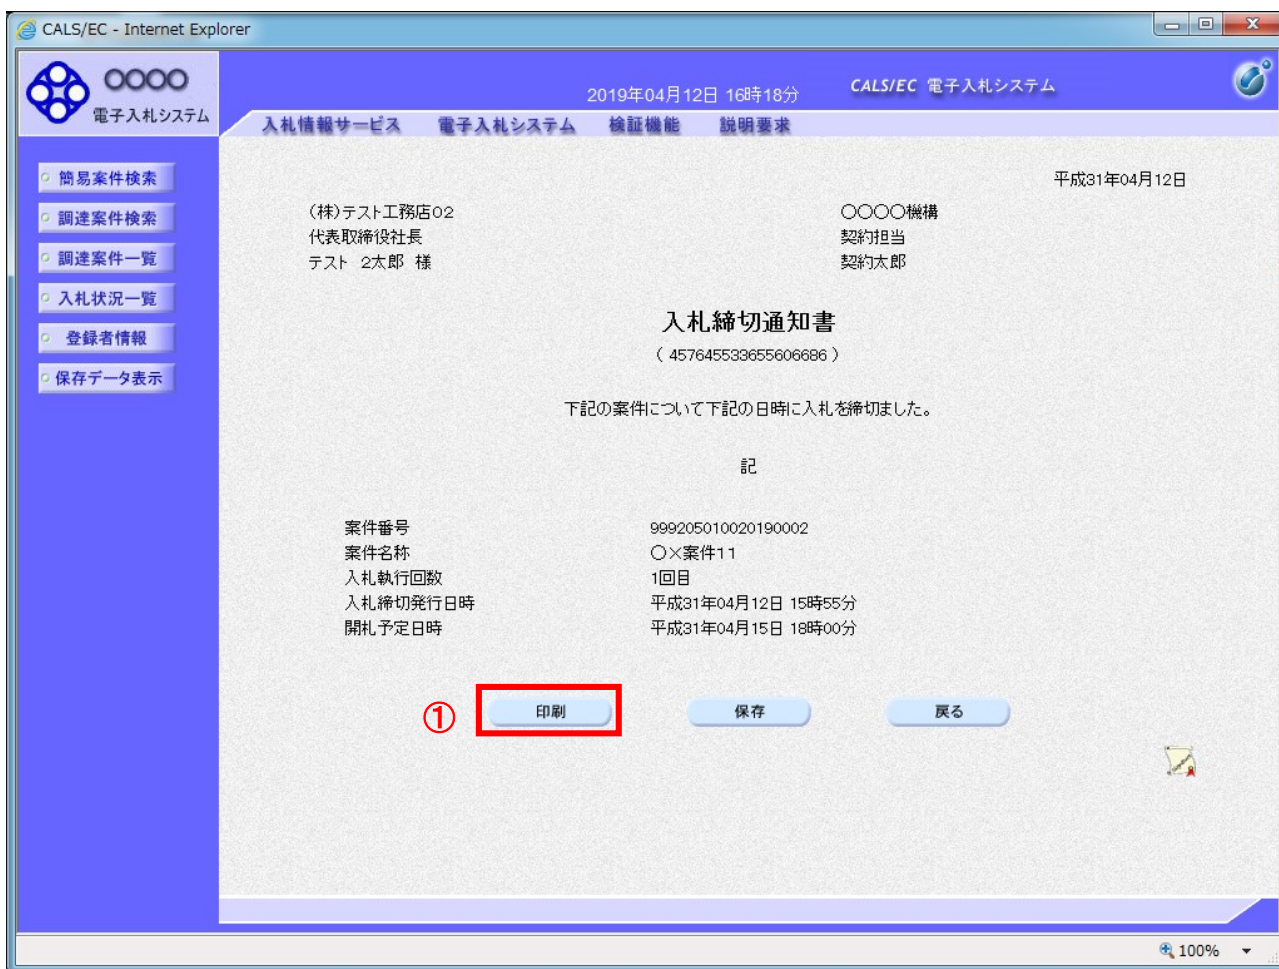 CALS/EC - Internet Explorer
○○○○
電子入札システム
2019年04月12日 16時18分
CALS/EC 電子入札システム
入札情報サービス 電子入札システム 検証機能 説明要求
簡易案件検索
調達案件検索
調達案件一覧
入札状況一覧
登録者情報
保存データ表示
平成31年04月12日
(株)テスト工務店02
代表取締役社長
テスト 2太郎 様
○○○○機構
契約担当
契約太郎
入札締切通知書
( 457645533655606686 )
下記の案件について下記の日時に入札を締切ました。
記
案件番号 999205010020190002
案件名称 ○×案件11
入札執行回数 1回目
入札締切発行日時 平成31年04月12日 15時55分
開札予定日時 平成31年04月15日 18時00分
① 印刷 保存 戻る
100%